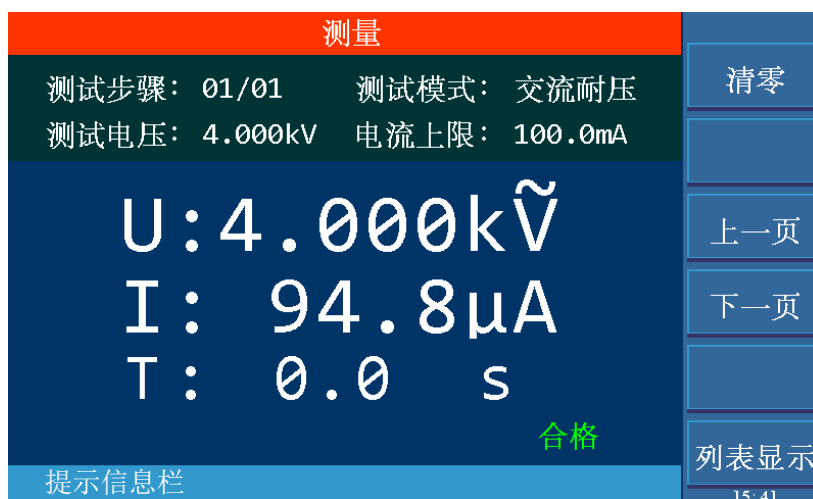 测量
测试步骤: 01/01 测试模式: 交流耐压
测试电压: 4.000kV 电流上限: 100.0mA
U:4.000kṼ
I: 94.8μA
T: 0.0 s
合格
提示信息栏
清零
上一页
下一页
列表显示
15:41